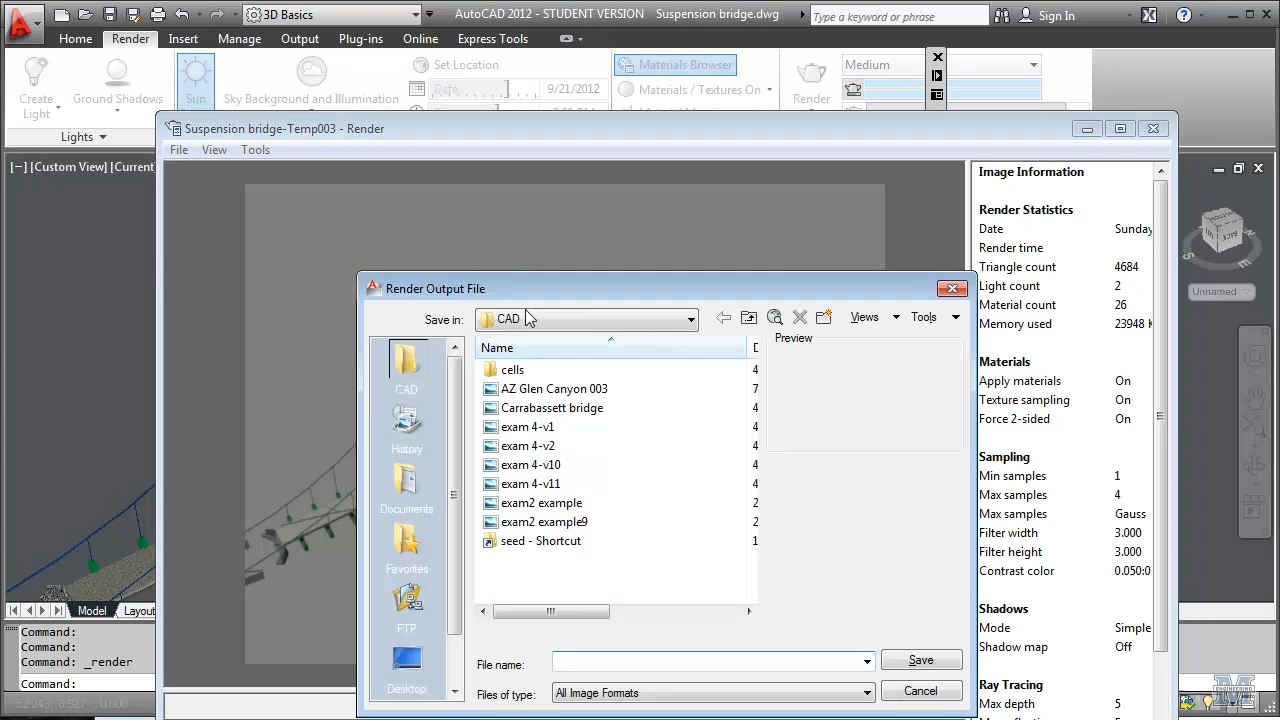 3D Basics
AutoCAD 2012 - STUDENT VERSION Suspension bridge.dwg
Type a keyword or phrase
Sign In
Home Render Insert Manage Output Plug-ins Online Express Tools
Create Light
Ground Shadows
Sun
Sky Background and Illumination
Set Location
Date 9/21/2012
Materials Browser
Materials / Textures On
Render
Medium
Lights
[−] [Custom View] [Current
Suspension bridge-Temp003 - Render
File View Tools
Image Information
Render Statistics
Date Sunday
Render time
Triangle count 4684
Light count 2
Material count 26
Memory used 23948 K
Materials
Apply materials On
Texture sampling On
Force 2-sided On
Sampling
Min samples 1
Max samples 4
Max samples Gauss
Filter width 3.000
Filter height 3.000
Contrast color 0.050:0
Shadows
Mode Simple
Shadow map Off
Ray Tracing
Max depth 5
Render Output File
Save in: CAD
Views Tools
Name
Preview
cells
AZ Glen Canyon 003
Carrabassett bridge
exam 4-v1
exam 4-v2
exam 4-v10
exam 4-v11
exam2 example
exam2 example9
seed - Shortcut
CAD
History
Documents
Favorites
FTP
Desktop
File name:
Save
Files of type: All Image Formats
Cancel
Unnamed
Model Layout
Command:
Command:
Command: _render
Command:
52.243, 8.927 0.000
ENGINEERING